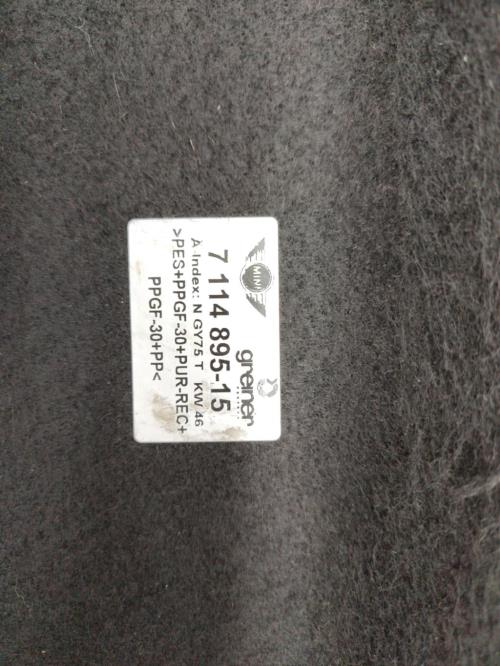 MINI
greiner
7 114 895-15
Ä Index: N GY75 T KW 46
>PES+PPGF-30+PUR-REC+
PPGF-30+PP<